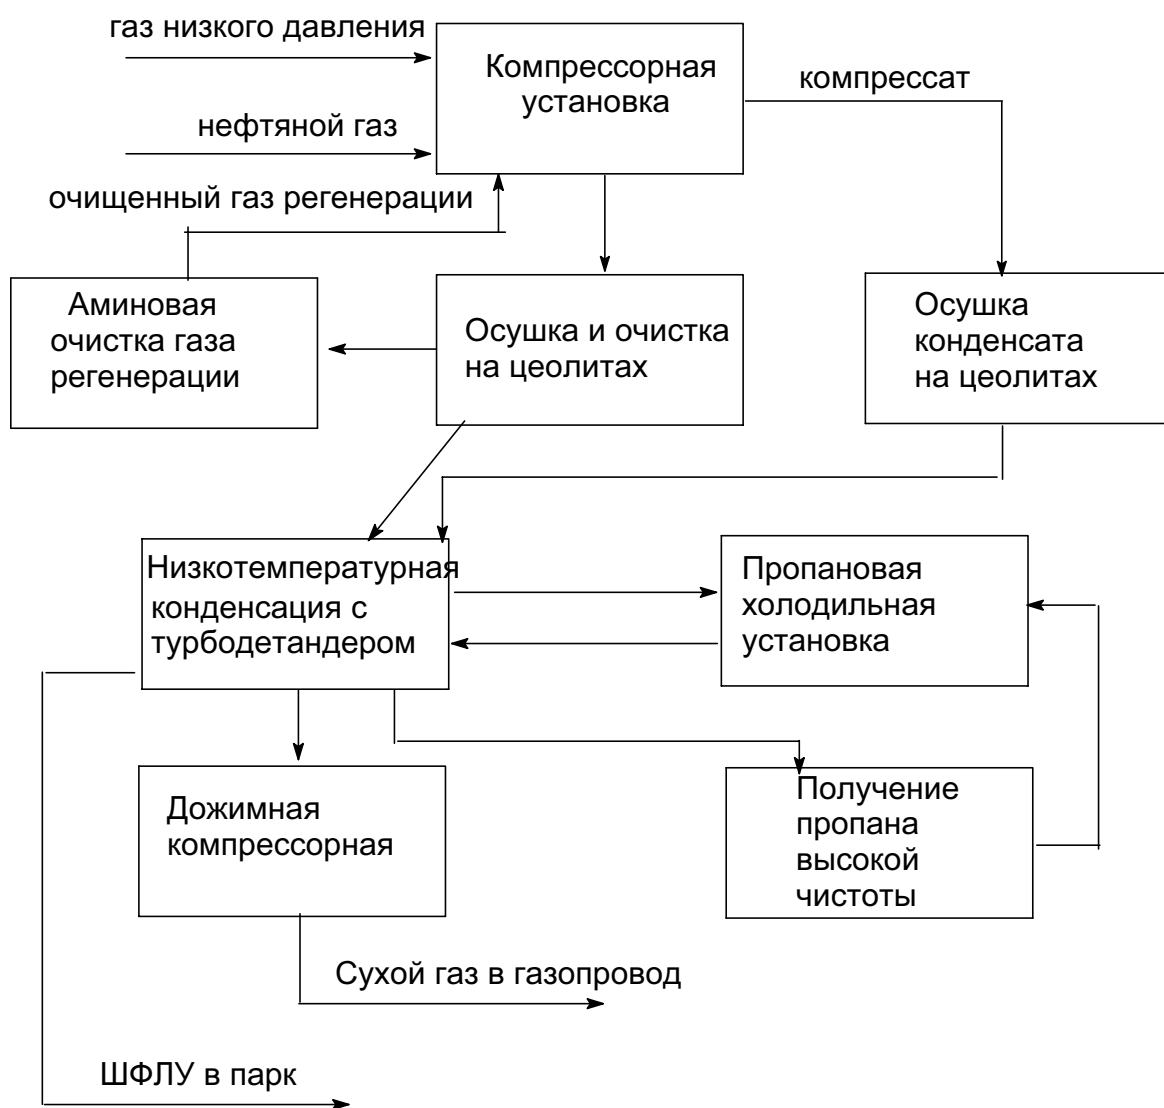 газ низкого давления
Компрессорная
установка
компрессат
нефтяной газ
очищенный газ регенерации
Аминовая
очистка газа
регенерации
Осушка и очистка
на цеолитах
Осушка
конденсата
на цеолитах
Низкотемпературная
конденсация с
турбодетандером
Пропановая
холодильная
установка
Дожимная
компрессорная
Получение
пропана
высокой
чистоты
Сухой газ в газопровод
ШФЛУ в парк